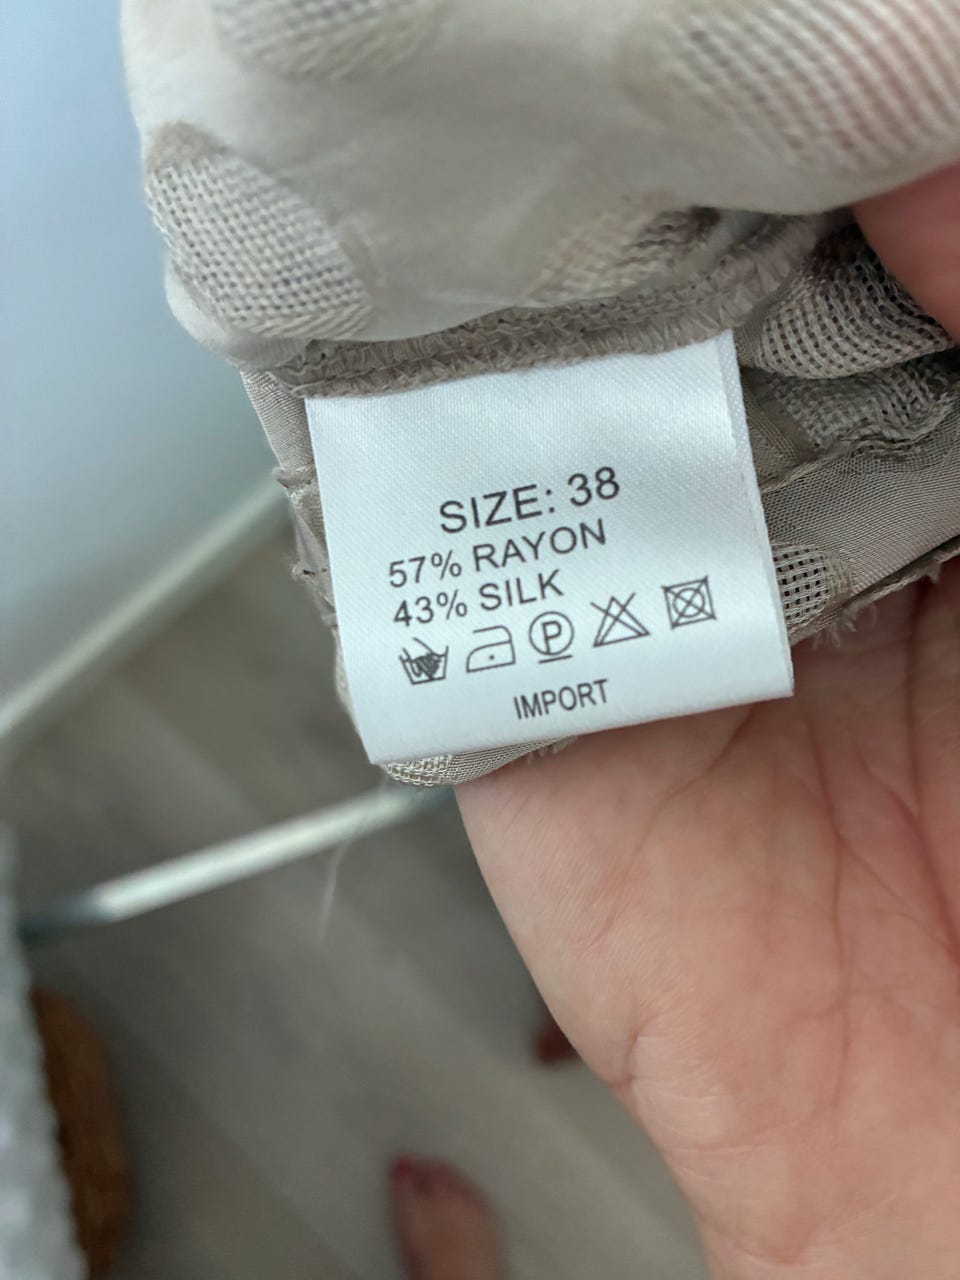 SIZE: 38
57% RAYON
43% SILK
P
IMPORT